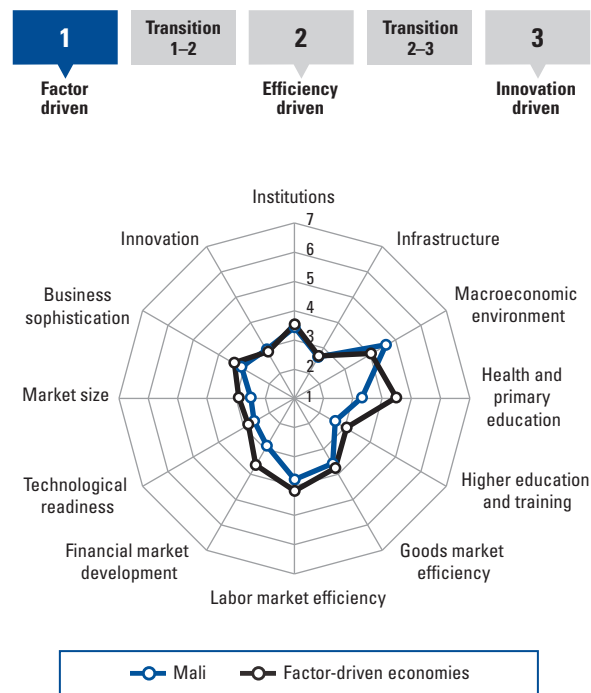 1
Transition
1–2
2
Transition
2–3
3
Factor
driven
Efficiency
driven
Innovation
driven
Institutions
7
Innovation
Infrastructure
6
5
Business
sophistication
Macroeconomic
environment
4
3
2
Market size
1
Health and
primary
education
Technological
readiness
Higher education
and training
Financial market
development
Goods market
efficiency
Labor market efficiency
Mali
Factor-driven economies